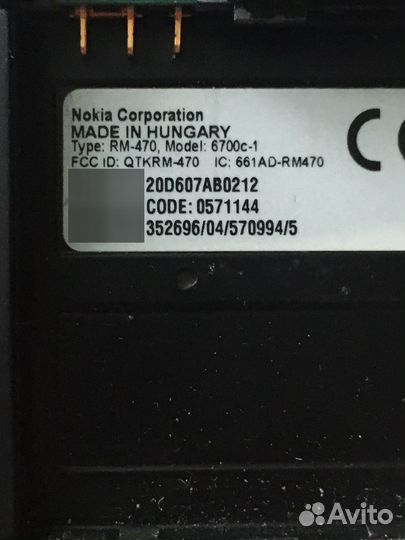 Nokia Corporation
MADE IN HUNGARY
Type: RM-470, Model: 6700c-1
FCC ID: QTKRM-470 IC: 661AD-RM470
20D607AB0212
CODE: 0571144
352696/04/570994/5
CE
Avito